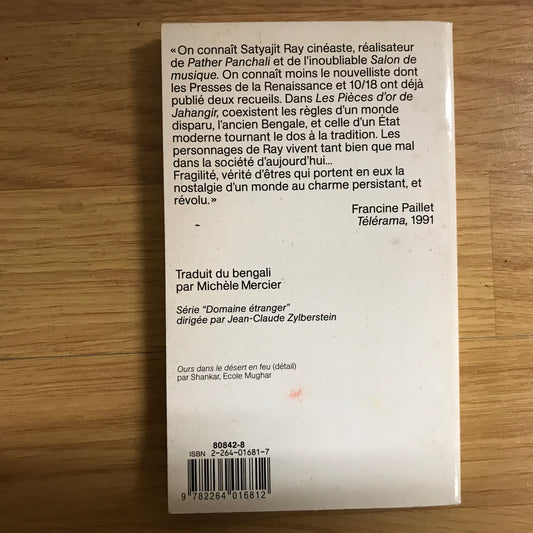 « On connaît Satyajit Ray cinéaste, réalisateur
de Pather Panchali et de l'inoubliable Salon de
musique. On connaît moins le nouvelliste dont
les Presses de la Renaissance et 10/18 ont déjà
publié deux recueils. Dans Les Pièces d'or de
Jahangir, coexistent les règles d'un monde
disparu, l'ancien Bengale, et celle d'un État
moderne tournant le dos à la tradition. Les
personnages de Ray vivent tant bien que mal
dans la société d'aujourd'hui...
Fragilité, vérité d'êtres qui portent en eux la
nostalgie d'un monde au charme persistant, et
révolu. »
Francine Paillet
Télérama, 1991
Traduit du bengali
par Michèle Mercier
Série "Domaine étranger"
dirigée par Jean-Claude Zylberstein
Ours dans le désert en feu (détail)
par Shankar, Ecole Mughar
80842-8
ISBN 2-264-01681-7
9 782264 016812